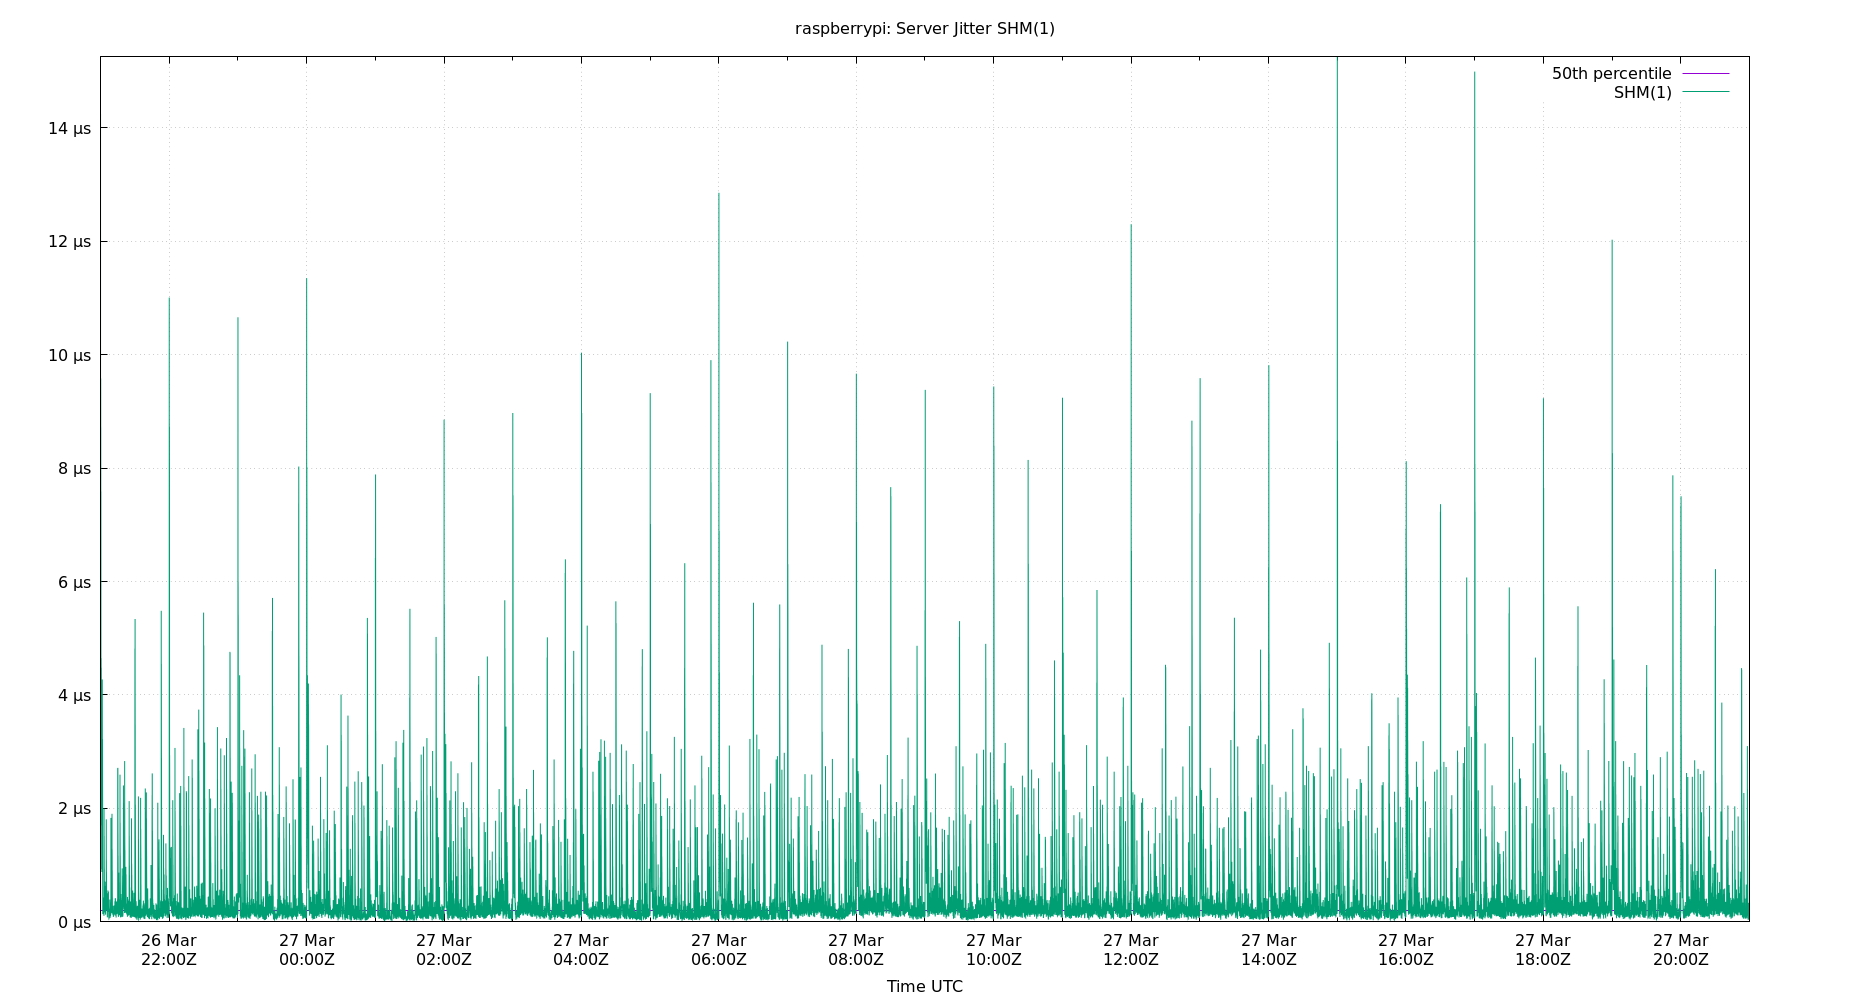 raspberrypi: Server Jitter SHM(1)
50th percentile
SHM(1)
14 µs
12 µs
10 µs
8 µs
6 µs
4 µs
2 µs
0 µs
26 Mar 27 Mar 27 Mar 27 Mar 27 Mar 27 Mar 27 Mar 27 Mar 27 Mar 27 Mar 27 Mar 27 Mar
22:00Z 00:00Z 02:00Z 04:00Z 06:00Z 08:00Z 10:00Z 12:00Z 14:00Z 16:00Z 18:00Z 20:00Z
Time UTC